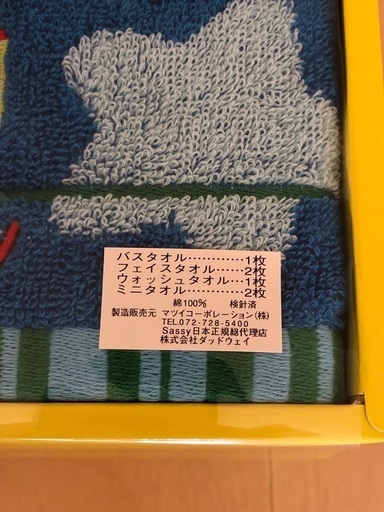 バスタオル…………1枚
フェイスタオル……2枚
ウォッシュタオル…1枚
ミニタオル…………2枚
綿100% 検針済
製造販売元 マツイコーポレーション(株)
TEL.072-728-5400
Sassy日本正規総代理店
株式会社ダッドウェイ